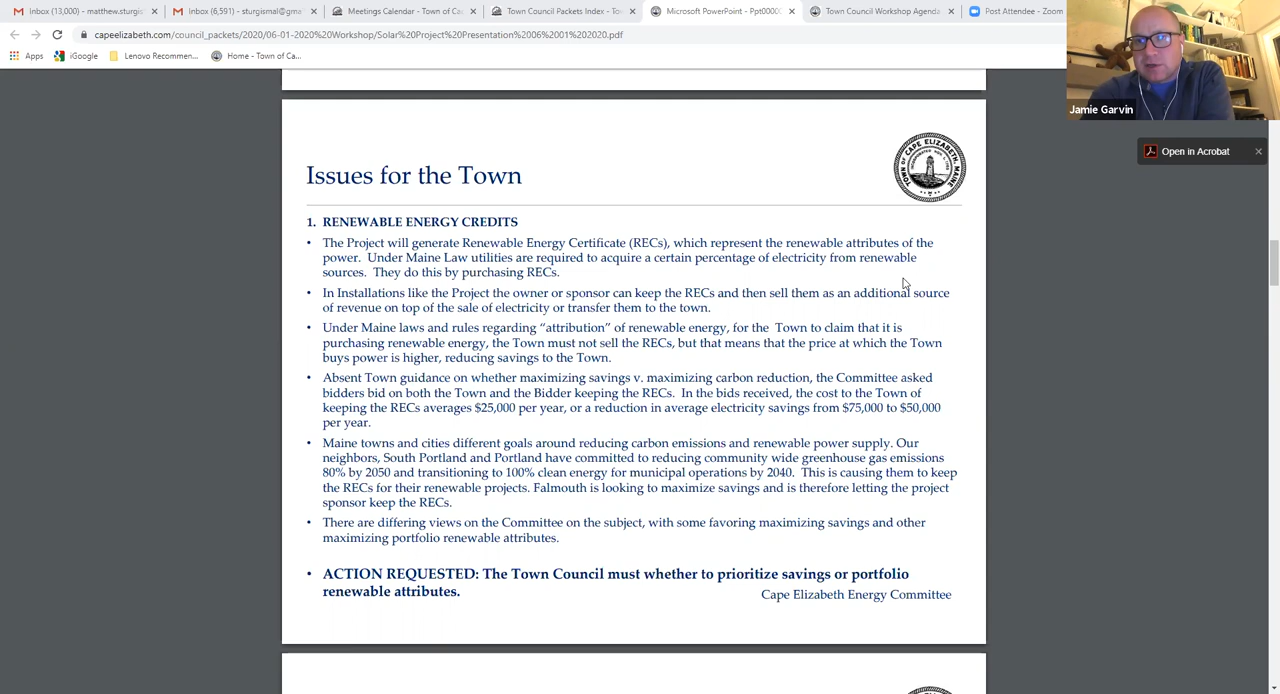 Inbox (13,000) - matthew.sturgis
Inbox (6,591) - sturgismal@gma
Meetings Calendar - Town of Ca
Town Council Packets Index - To
Microsoft PowerPoint - Ppt0000
Town Council Workshop Agenda
Post Attendee - Zoom
capeelizabeth.com/council_packets/2020/06-01-2020%20Workshop/Solar%20Project%20Presentation%2006%2001%202020.pdf
Apps
iGoogle
Lenovo Recommen...
Home - Town of Ca...
Jamie Garvin
Open in Acrobat
TOWN OF CAPE ELIZABETH, MAINE
Issues for the Town
1. RENEWABLE ENERGY CREDITS
• The Project will generate Renewable Energy Certificate (RECs), which represent the renewable attributes of the
power. Under Maine Law utilities are required to acquire a certain percentage of electricity from renewable
sources. They do this by purchasing RECs.
• In Installations like the Project the owner or sponsor can keep the RECs and then sell them as an additional source
of revenue on top of the sale of electricity or transfer them to the town.
• Under Maine laws and rules regarding “attribution” of renewable energy, for the Town to claim that it is
purchasing renewable energy, the Town must not sell the RECs, but that means that the price at which the Town
buys power is higher, reducing savings to the Town.
• Absent Town guidance on whether maximizing savings v. maximizing carbon reduction, the Committee asked
bidders bid on both the Town and the Bidder keeping the RECs. In the bids received, the cost to the Town of
keeping the RECs averages $25,000 per year, or a reduction in average electricity savings from $75,000 to $50,000
per year.
• Maine towns and cities different goals around reducing carbon emissions and renewable power supply. Our
neighbors, South Portland and Portland have committed to reducing community wide greenhouse gas emissions
80% by 2050 and transitioning to 100% clean energy for municipal operations by 2040. This is causing them to keep
the RECs for their renewable projects. Falmouth is looking to maximize savings and is therefore letting the project
sponsor keep the RECs.
• There are differing views on the Committee on the subject, with some favoring maximizing savings and other
maximizing portfolio renewable attributes.
• ACTION REQUESTED: The Town Council must whether to prioritize savings or portfolio
renewable attributes.
Cape Elizabeth Energy Committee